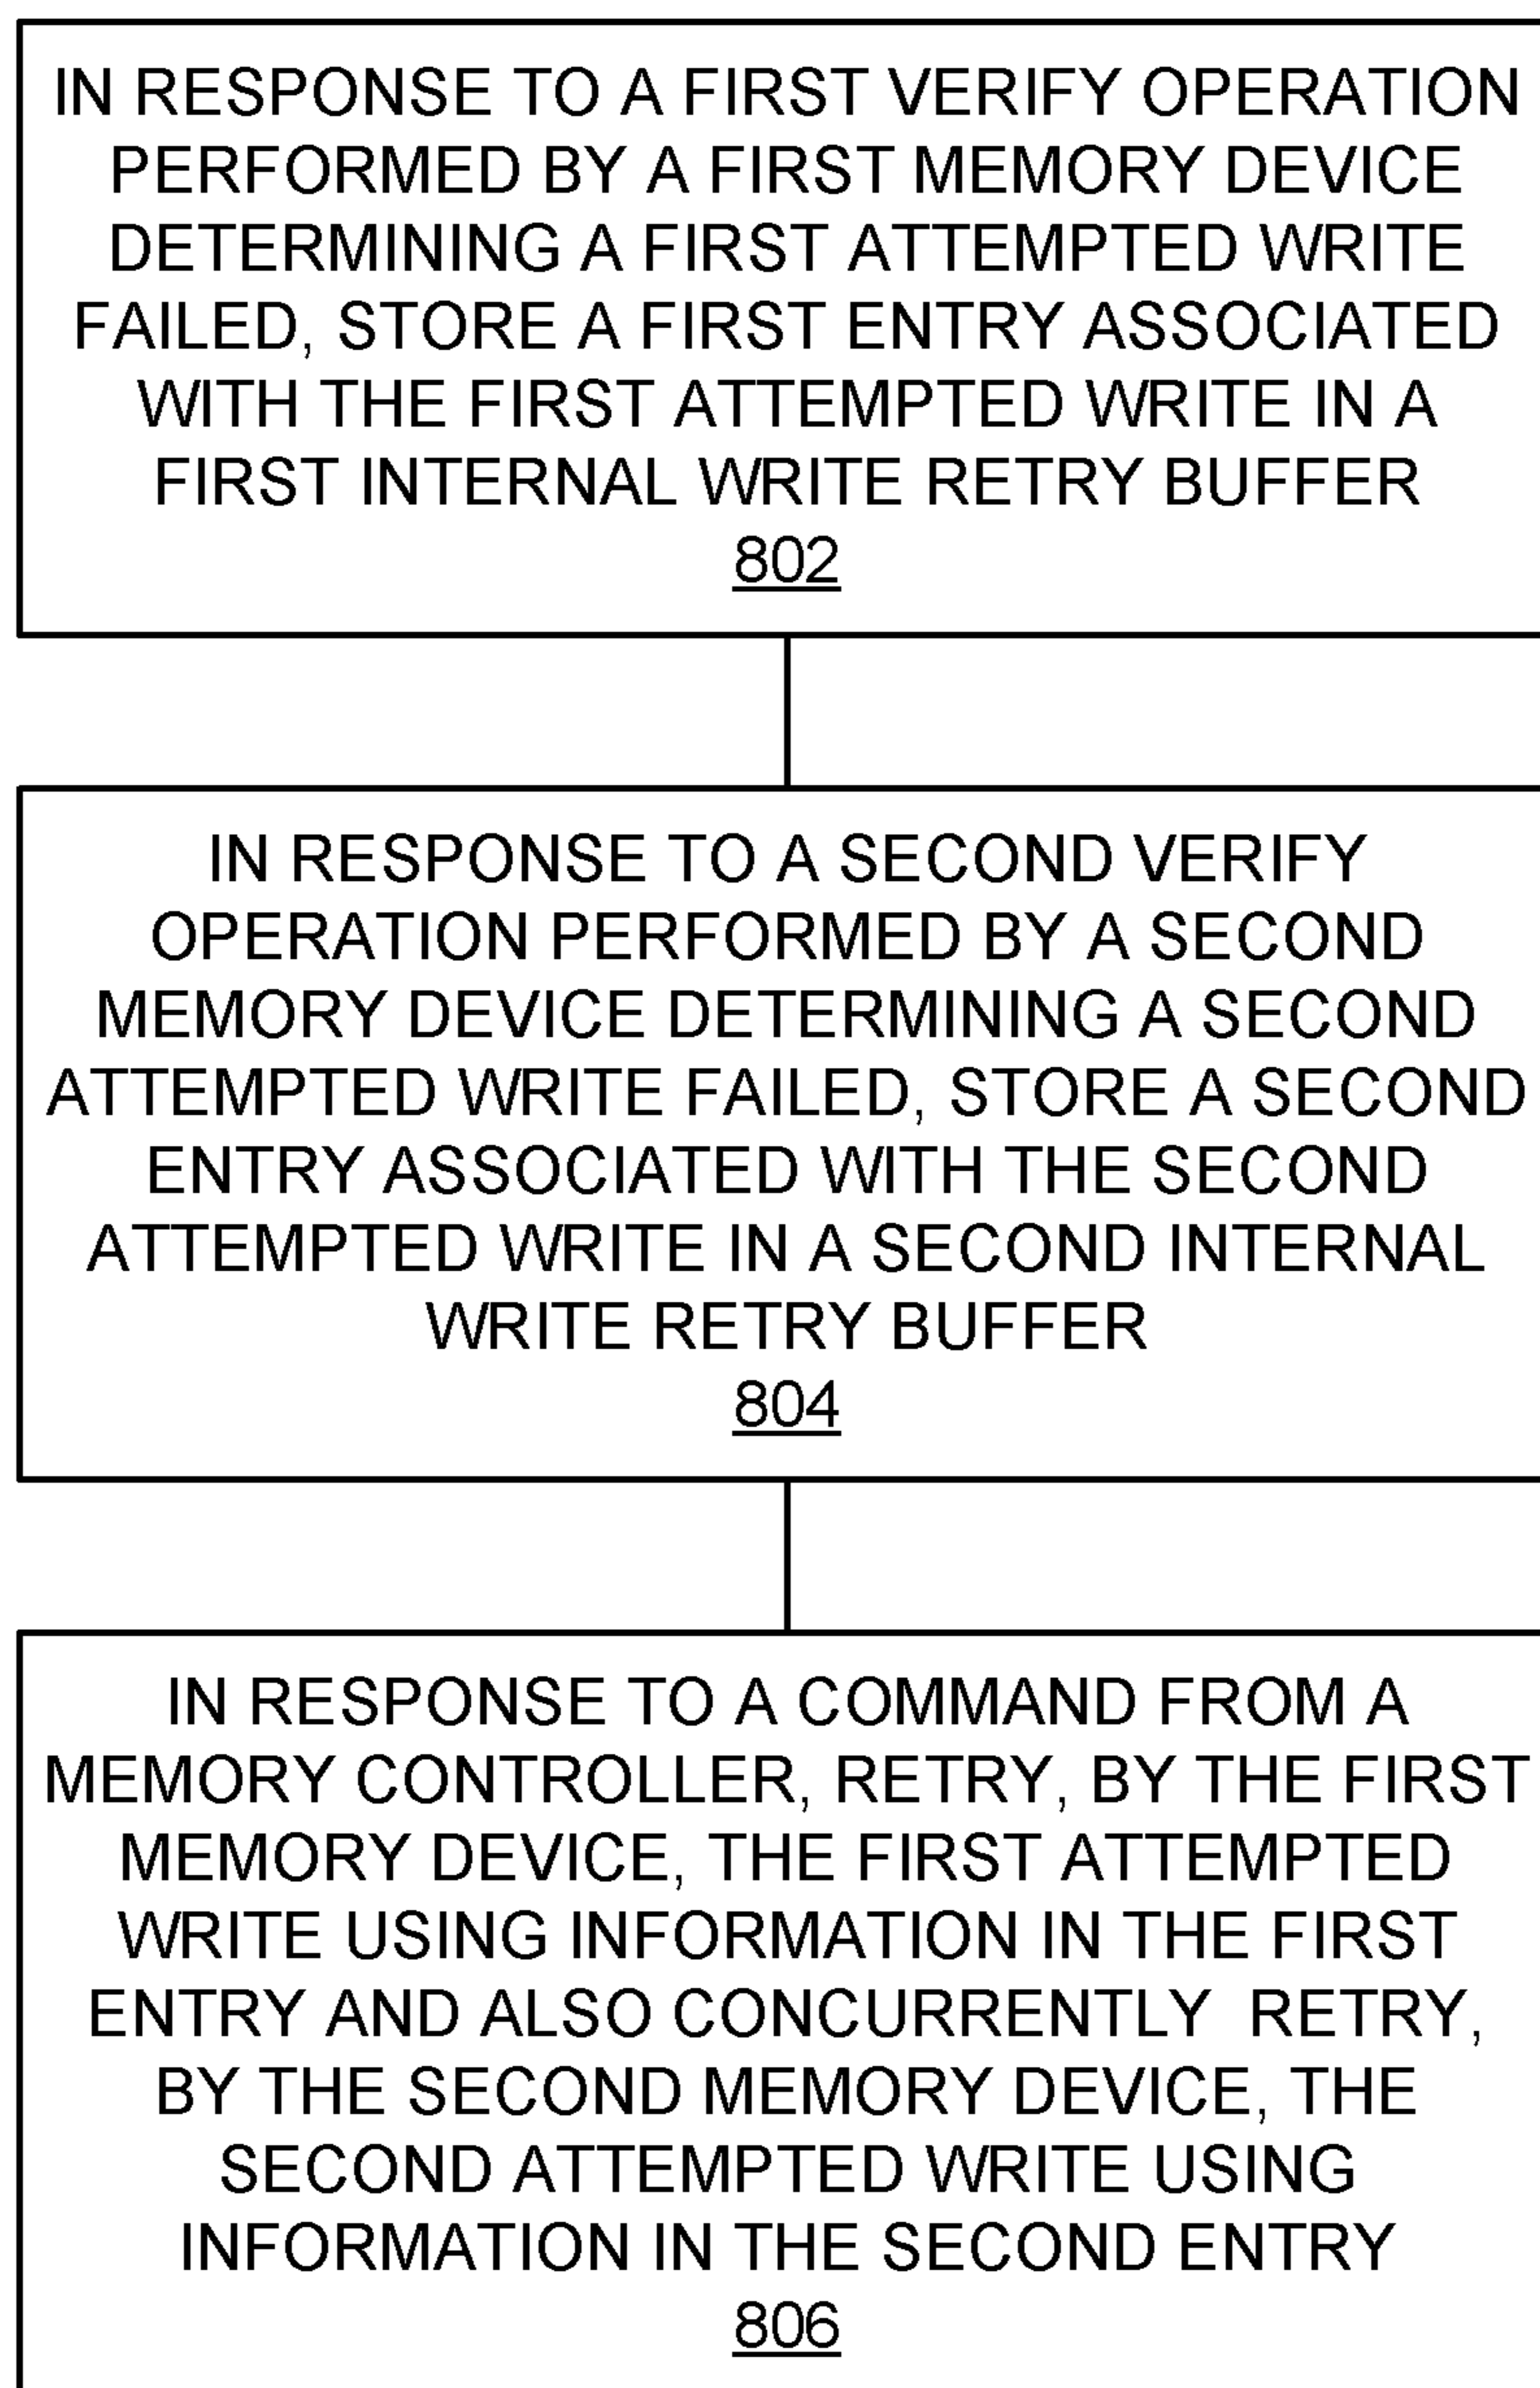 IN RESPONSE TO A FIRST VERIFY OPERATION
PERFORMED BY A FIRST MEMORY DEVICE
DETERMINING A FIRST ATTEMPTED WRITE
FAILED, STORE A FIRST ENTRY ASSOCIATED
WITH THE FIRST ATTEMPTED WRITE IN A
FIRST INTERNAL WRITE RETRY BUFFER
802
IN RESPONSE TO A SECOND VERIFY
OPERATION PERFORMED BY A SECOND
MEMORY DEVICE DETERMINING A SECOND
ATTEMPTED WRITE FAILED, STORE A SECOND
ENTRY ASSOCIATED WITH THE SECOND
ATTEMPTED WRITE IN A SECOND INTERNAL
WRITE RETRY BUFFER
804
IN RESPONSE TO A COMMAND FROM A
MEMORY CONTROLLER, RETRY, BY THE FIRST
MEMORY DEVICE, THE FIRST ATTEMPTED
WRITE USING INFORMATION IN THE FIRST
ENTRY AND ALSO CONCURRENTLY  RETRY,
BY THE SECOND MEMORY DEVICE, THE
SECOND ATTEMPTED WRITE USING
INFORMATION IN THE SECOND ENTRY
806